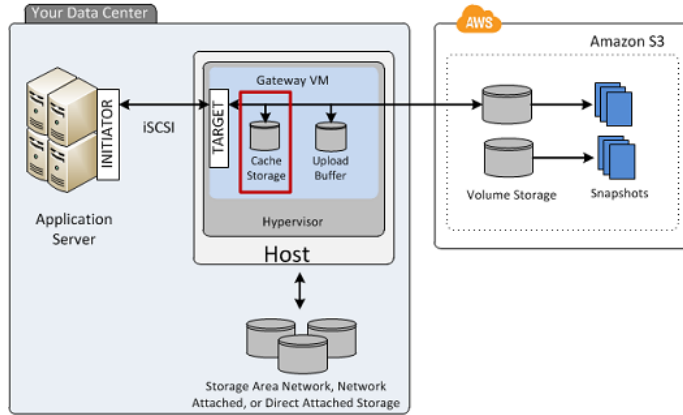 Your Data Center
AWS
Amazon S3
Gateway VM
INITIATOR
iSCSI
TARGET
Cache
Storage
Upload
Buffer
Volume Storage
Snapshots
Application
Server
Hypervisor
Host
Storage Area Network, Network
Attached, or Direct Attached Storage